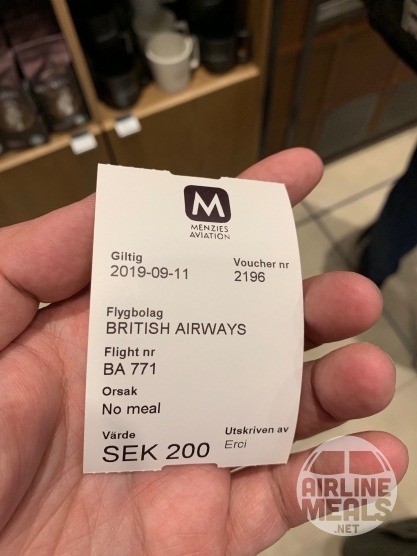 M
MENZIES
AVIATION
Giltig
2019-09-11
Voucher nr
2196
Flygbolag
BRITISH AIRWAYS
Flight nr
BA 771
Orsak
No meal
Värde
SEK 200
Utskriven av
Erci
AIRLINE
MEALS
.NET